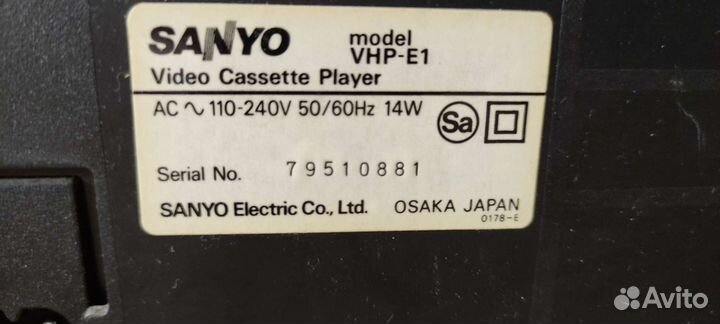 SANYO model
VHP-E1
Video Cassette Player
AC ∿ 110-240V 50/60Hz 14W
Sa
Serial No. 79510881
SANYO Electric Co., Ltd. OSAKA JAPAN
0178-E
Avito